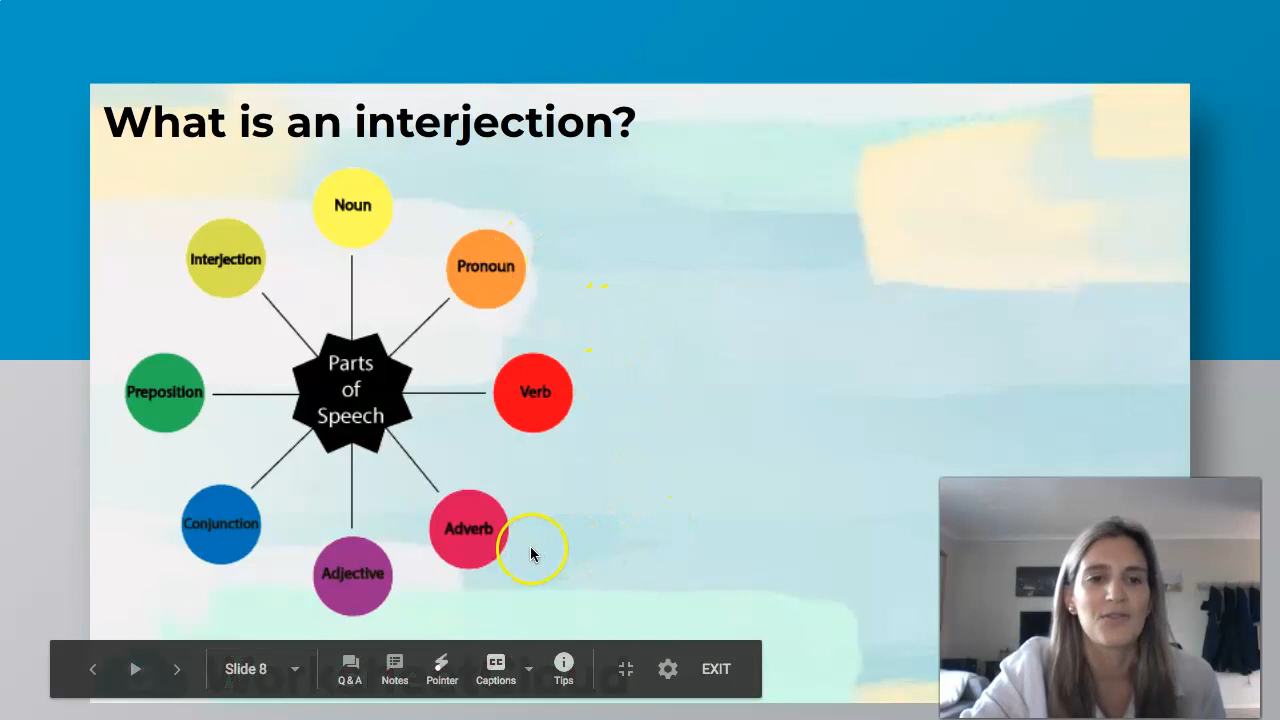 What is an interjection?
Noun
Interjection
Pronoun
Parts
of
Speech
Preposition
Verb
Conjunction
Adverb
Adjective
Slide 8
Q & A
Notes
Pointer
CC
Captions
Tips
EXIT